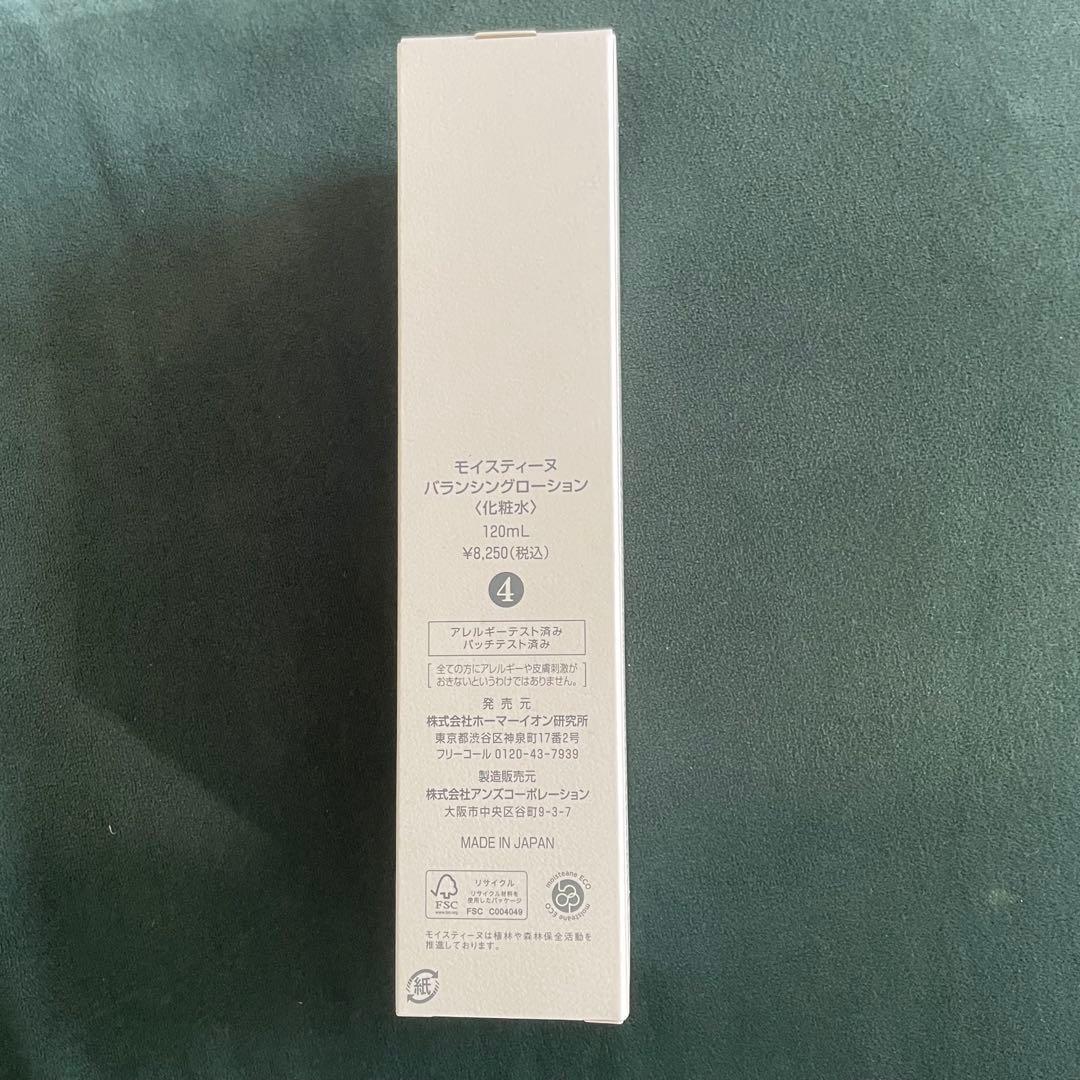 モイスティーヌ
バランシングローション
〈化粧水〉
120mL
¥8,250(税込)
4
アレルギーテスト済み
パッチテスト済み
全ての方にアレルギーや皮膚刺激が
おきないというわけではありません。
発売元
株式会社ホーマーイオン研究所
東京都渋谷区神泉町17番2号
フリーコール 0120-43-7939
製造販売元
株式会社アンズコーポレーション
大阪市中央区谷町9-3-7
MADE IN JAPAN
FSC
www.fsc.org
リサイクル
リサイクル材料を
使用したパッケージ
FSC C004049
moisteane ECO
moisteane ECO
モイスティーヌは植林や森林保全活動を
推進しております。
紙